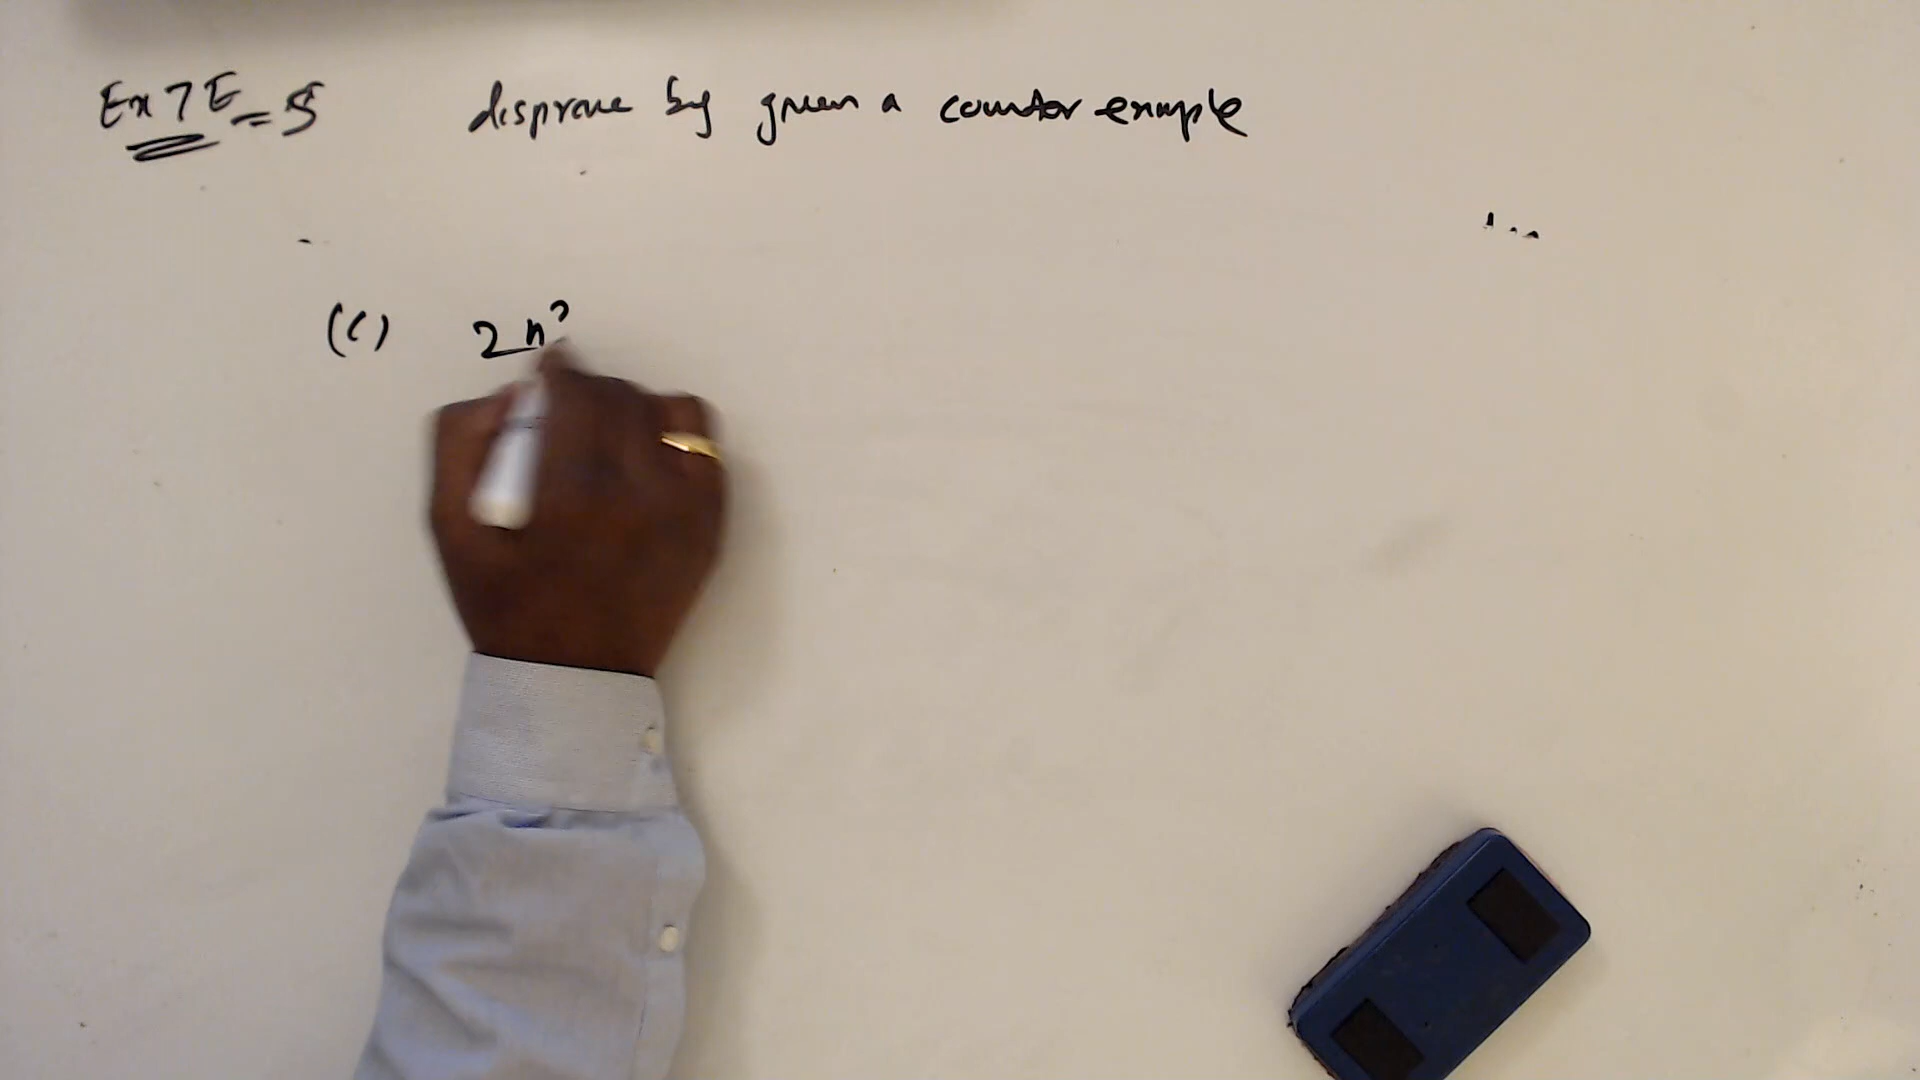 Ex 7E = 5 disprove by given a counter example
(c) 2n²